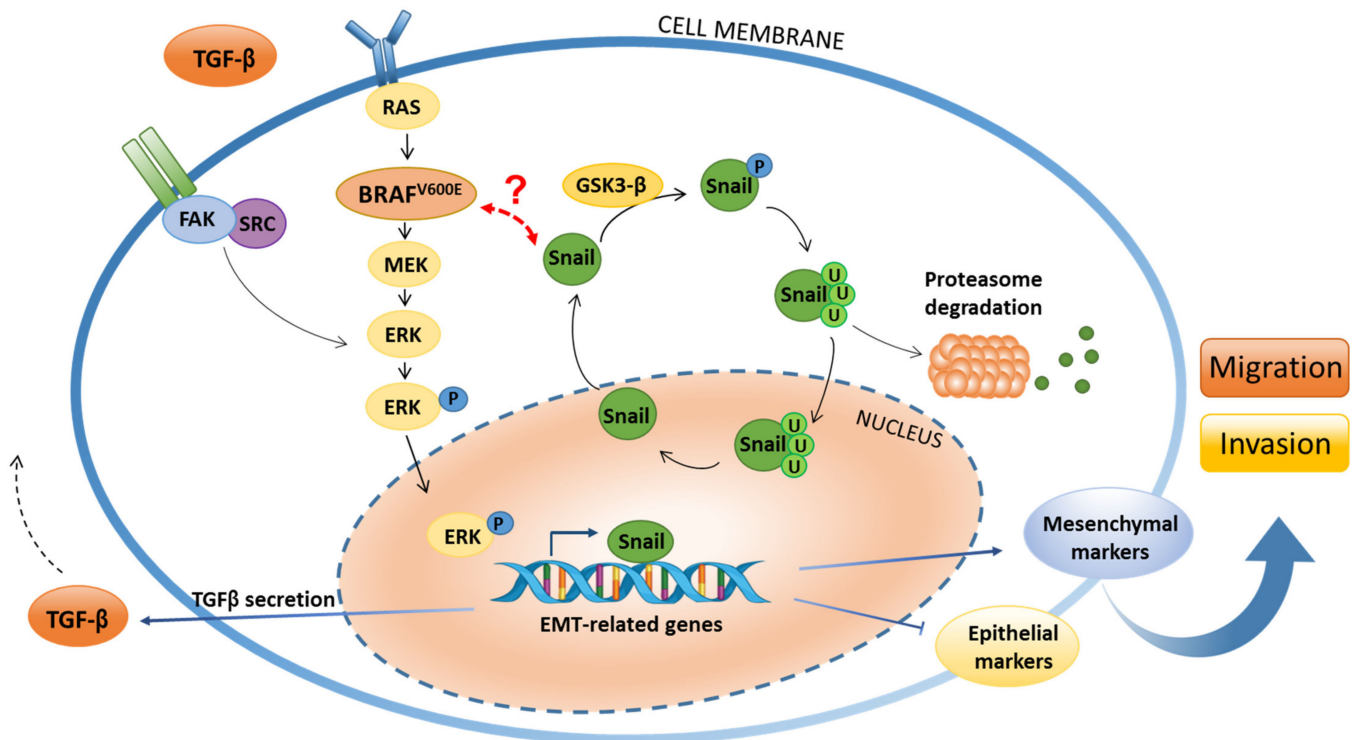 CELL MEMBRANE
TGF-β
RAS
BRAFV600E
?
GSK3-β
Snail
P
FAK
SRC
Snail
MEK
Snail
U
U
U
Proteasome
degradation
ERK
Migration
ERK
P
Snail
NUCLEUS
Snail
U
U
U
Invasion
ERK
P
Snail
Mesenchymal
markers
TGFβ secretion
TGF-β
EMT-related genes
Epithelial
markers